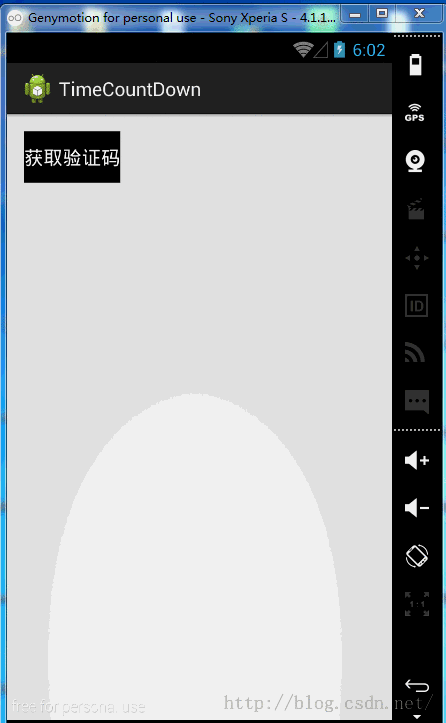 Genymotion for personal use - Sony Xperia S - 4.1.1...
6:02
TimeCountDown
获取验证码
GPS
ID
1:1
free for personal use
http://blog.csdn.net/